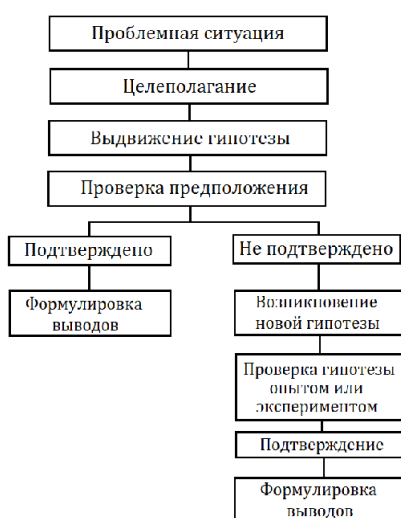 Проблемная ситуация
Целеполагание
Выдвижение гипотезы
Проверка предположения
Подтверждено
Не подтверждено
Формулировка
выводов
Возникновение
новой гипотезы
Проверка гипотезы
опытом или
экспериментом
Подтверждение
Формулировка
выводов